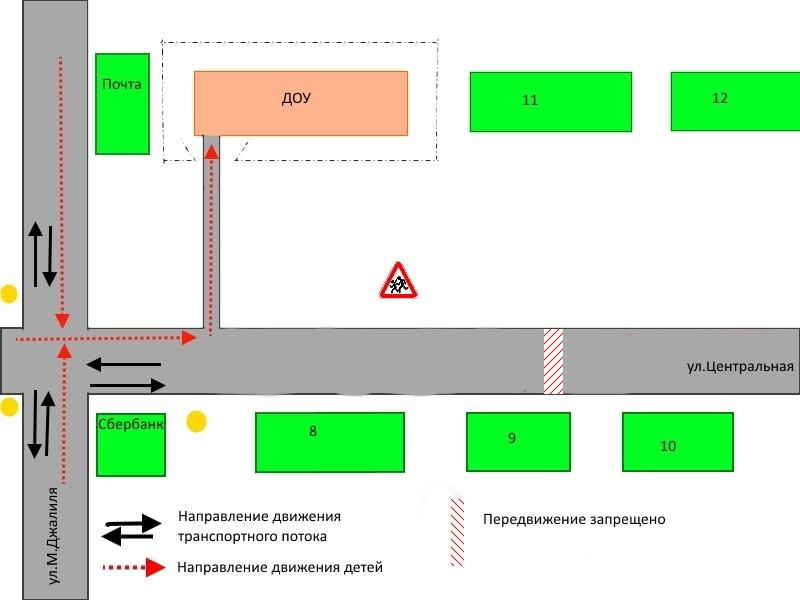 Почта
ДОУ
11
12
ул.Центральная
Сбербанк
8
9
10
ул.М.Джалиля
Направление движения
транспортного потока
Передвижение запрещено
Направление движения детей